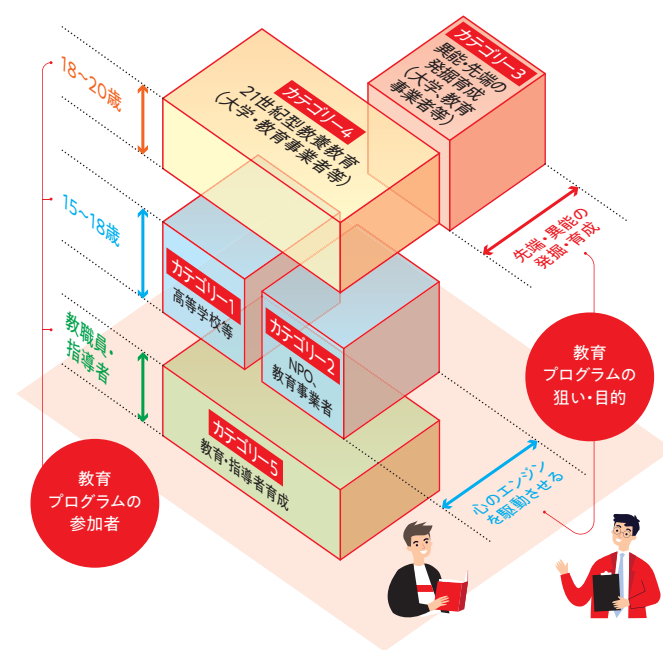 18~20歳
15~18歳
教職員・
指導者
カテゴリー4
21世紀型教養教育
(大学・教育事業者等)
カテゴリー3
異能・先端の
発掘育成
(大学、教育
事業者等)
カテゴリー1
高等学校等
カテゴリー2
NPO、
教育事業者
カテゴリー5
教育・指導者育成
先端・異能の
発掘・育成
心のエンジン
を駆動させる
教育
プログラムの
狙い・目的
教育
プログラムの
参加者